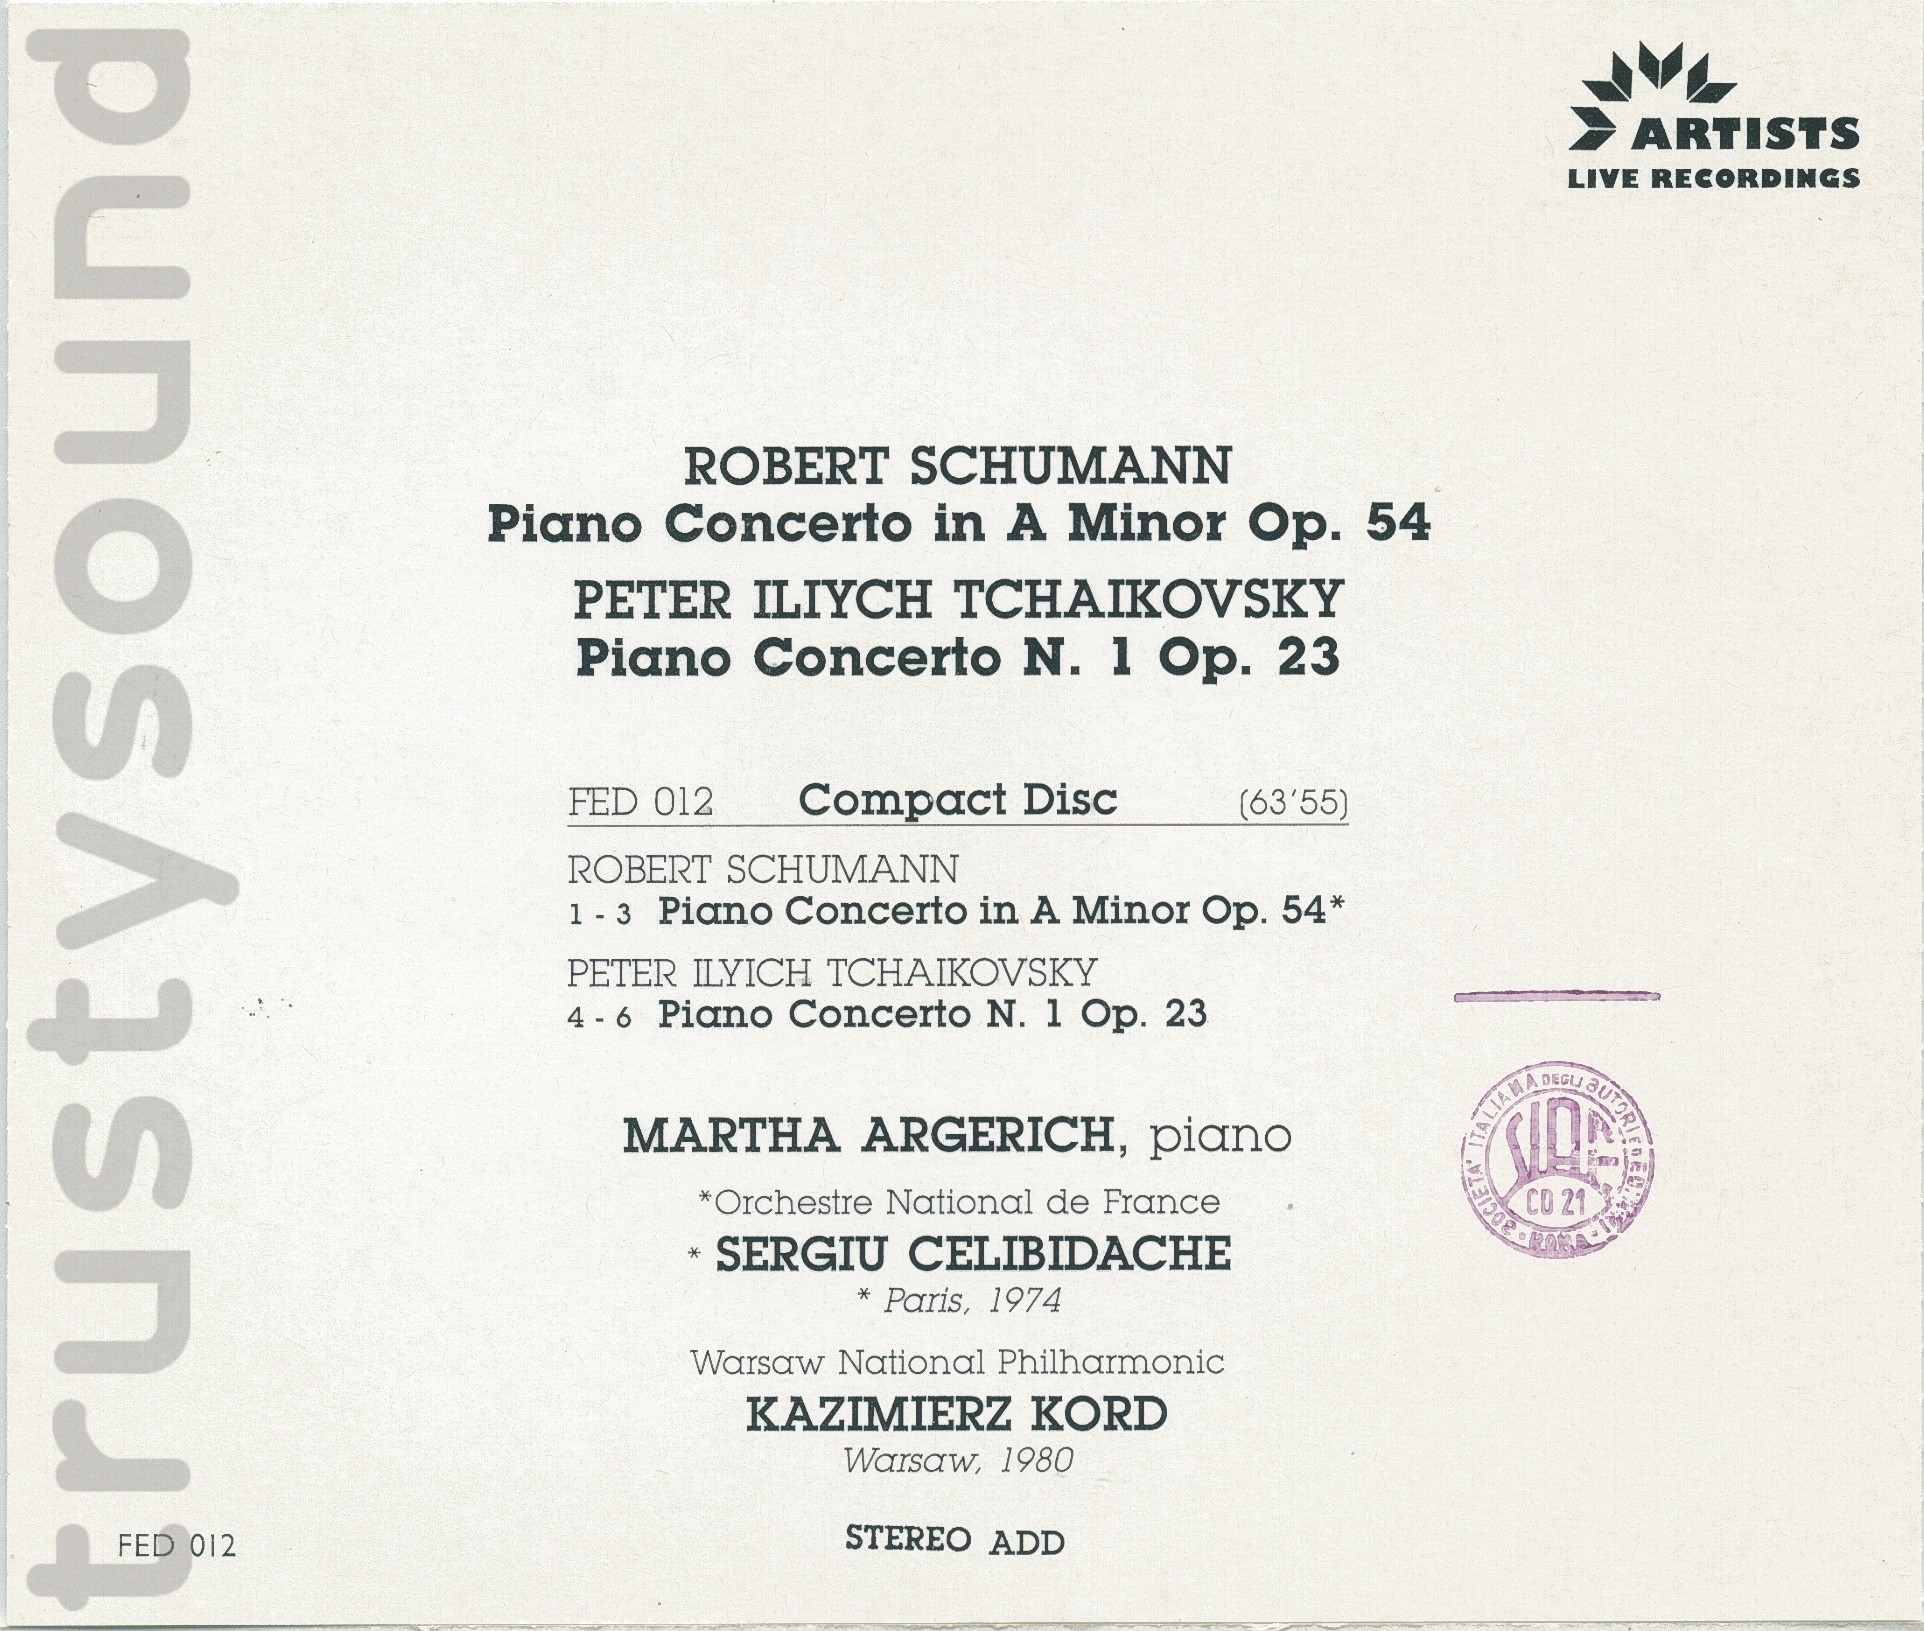 trustysound
ARTISTS
LIVE RECORDINGS
ROBERT SCHUMANN
Piano Concerto in A Minor Op. 54
PETER ILIYCH TCHAIKOVSKY
Piano Concerto N. 1 Op. 23
FED 012 Compact Disc (63'55)
ROBERT SCHUMANN
1 - 3 Piano Concerto in A Minor Op. 54*
PETER ILYICH TCHAIKOVSKY
4 - 6 Piano Concerto N. 1 Op. 23
MARTHA ARGERICH, piano
*Orchestre National de France
* SERGIU CELIBIDACHE
* Paris, 1974
Warsaw National Philharmonic
KAZIMIERZ KORD
Warsaw, 1980
STEREO ADD
FED 012
SOCIETA' ITALIANA DEGLI AUTORI ED EDITORI
ROMA
SIAE
CD 21